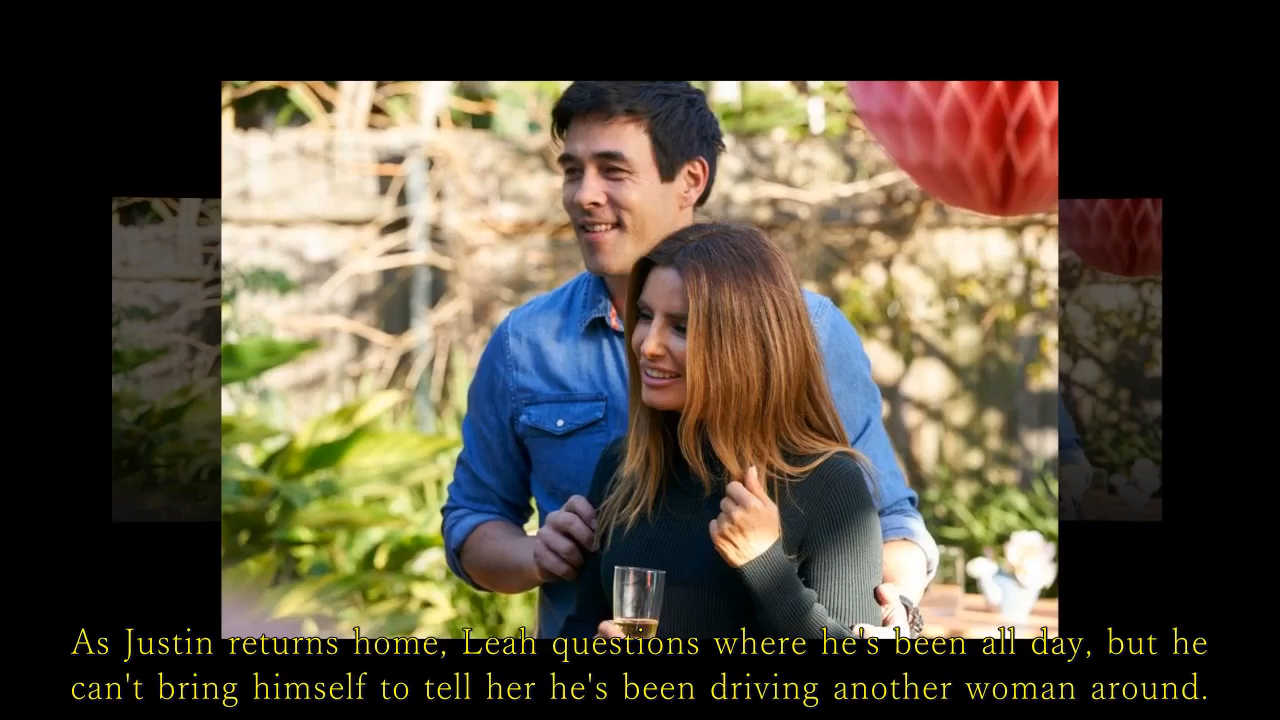 As Justin returns home, Leah questions where he's been all day, but he
can't bring himself to tell her he's been driving another woman around.